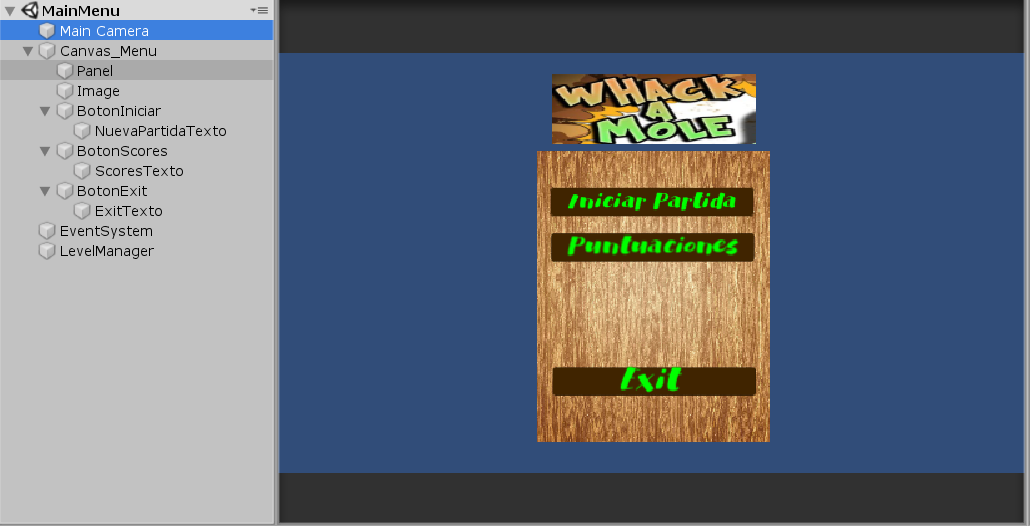 MainMenu
Main Camera
Canvas_Menu
Panel
Image
BotonIniciar
NuevaPartidaTexto
BotonScores
ScoresTexto
BotonExit
ExitTexto
EventSystem
LevelManager
WHACK
A
MOLE
Iniciar Partida
Puntuaciones
Exit